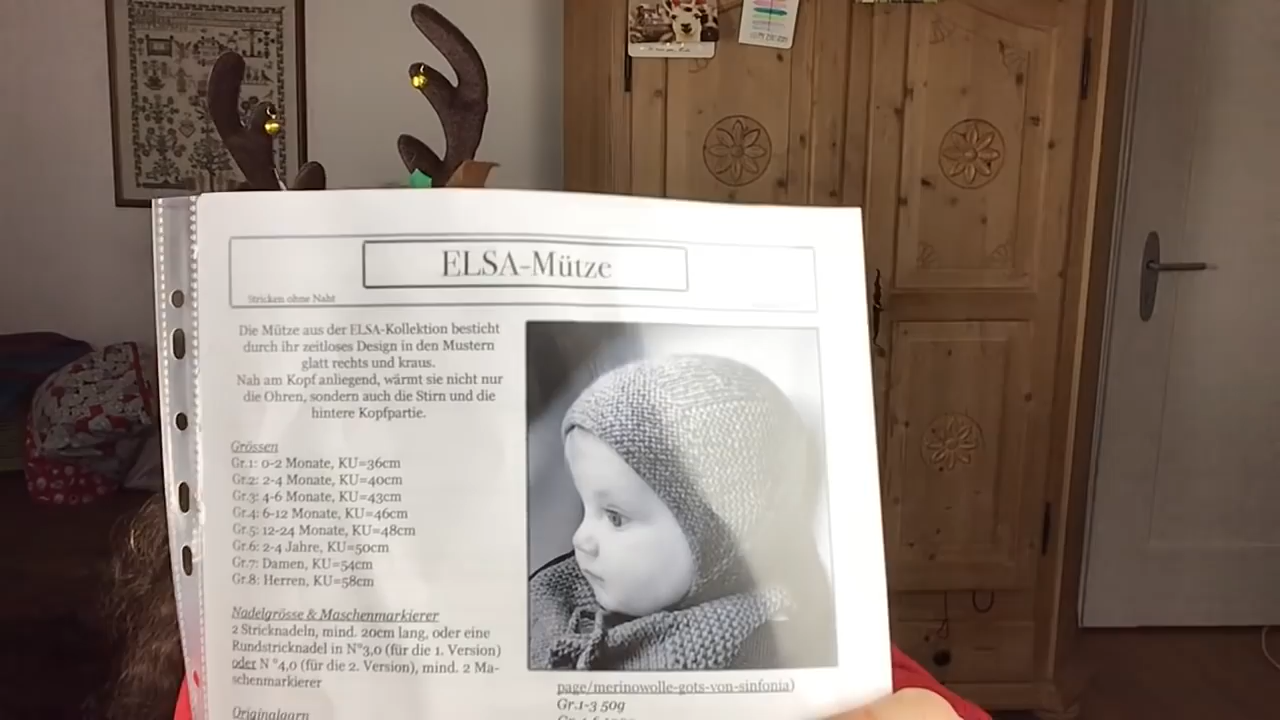 ELSA-Mütze
Stricken ohne Naht
Die Mütze aus der ELSA-Kollektion besticht
durch ihr zeitloses Design in den Mustern
glatt rechts und kraus.
Nah am Kopf anliegend, wärmt sie nicht nur
die Ohren, sondern auch die Stirn und die
hintere Kopfpartie.
Grössen
Gr.1: 0-2 Monate, KU=36cm
Gr.2: 2-4 Monate, KU=40cm
Gr.3: 4-6 Monate, KU=43cm
Gr.4: 6-12 Monate, KU=46cm
Gr.5: 12-24 Monate, KU=48cm
Gr.6: 2-4 Jahre, KU=50cm
Gr.7: Damen, KU=54cm
Gr.8: Herren, KU=58cm
Nadelgrösse & Maschenmarkierer
2 Stricknadeln, mind. 20cm lang, oder eine
Rundstricknadel in N°3,0 (für die 1. Version)
oder N °4,0 (für die 2. Version), mind. 2 Ma-
schenmarkierer
Originalgarn
page/merinowolle-gots-von-sinfonia)
Gr.1-3 50g